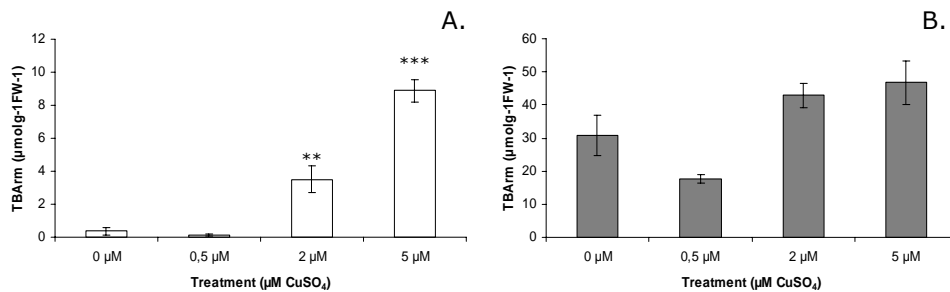 A.
TBArm (µmolg-1FW-1)
12
10
8
6
4
2
0
**
***
0 µM
0,5 µM
2 µM
5 µM
Treatment (µM CuSO₄)
B.
TBArm (µmolg-1FW-1)
60
50
40
30
20
10
0
0 µM
0,5 µM
2 µM
5 µM
Treatment (µM CuSO₄)